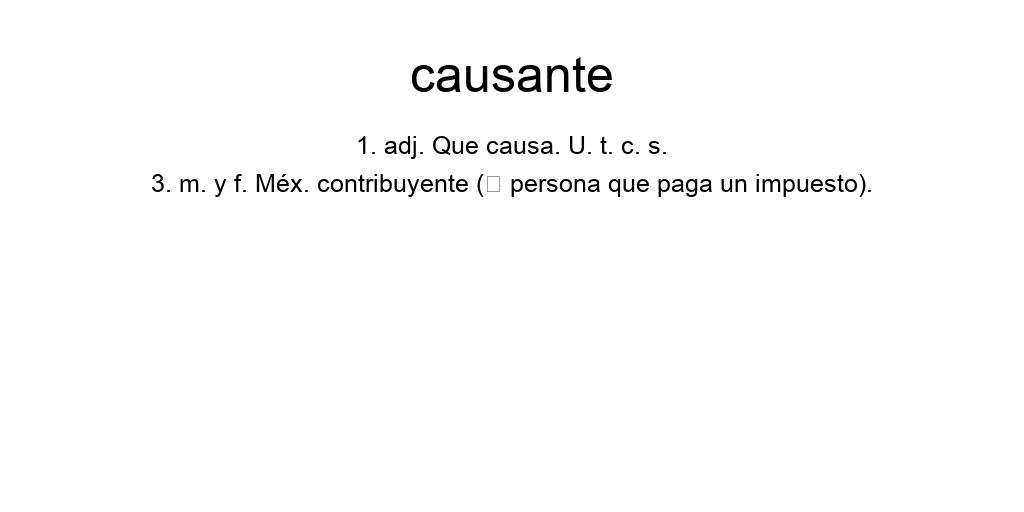 causante
1. adj. Que causa. U. t. c. s.
3. m. y f. Méx. contribuyente (□ persona que paga un impuesto).